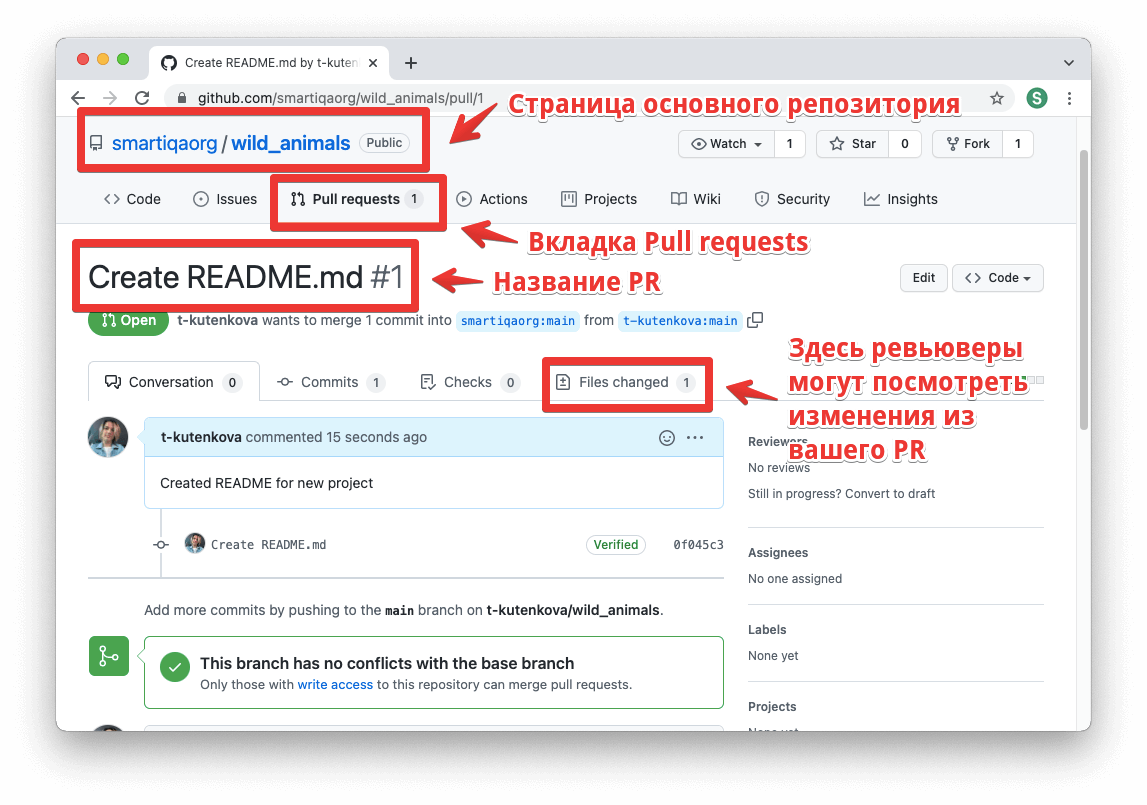 Create README.md by t-kuten
github.com/smartiqaorg/wild_animals/pull/1
S
Страница основного репозитория
smartiqaorg / wild_animals Public
Watch 1 Star 0 Fork 1
Code Issues Pull requests 1 Actions Projects Wiki Security Insights
Вкладка Pull requests
Create README.md #1
Название PR
Edit Code
Open t-kutenkova wants to merge 1 commit into smartiqaorg:main from t-kutenkova:main
Здесь ревьюверы
могут посмотреть
изменения из
вашего PR
Conversation 0 Commits 1 Checks 0 Files changed 1
t-kutenkova commented 15 seconds ago
Created README for new project
Create README.md Verified 0f045c3
Add more commits by pushing to the main branch on t-kutenkova/wild_animals.
This branch has no conflicts with the base branch
Only those with write access to this repository can merge pull requests.
Reviewers
No reviews
Still in progress? Convert to draft
Assignees
No one assigned
Labels
None yet
Projects